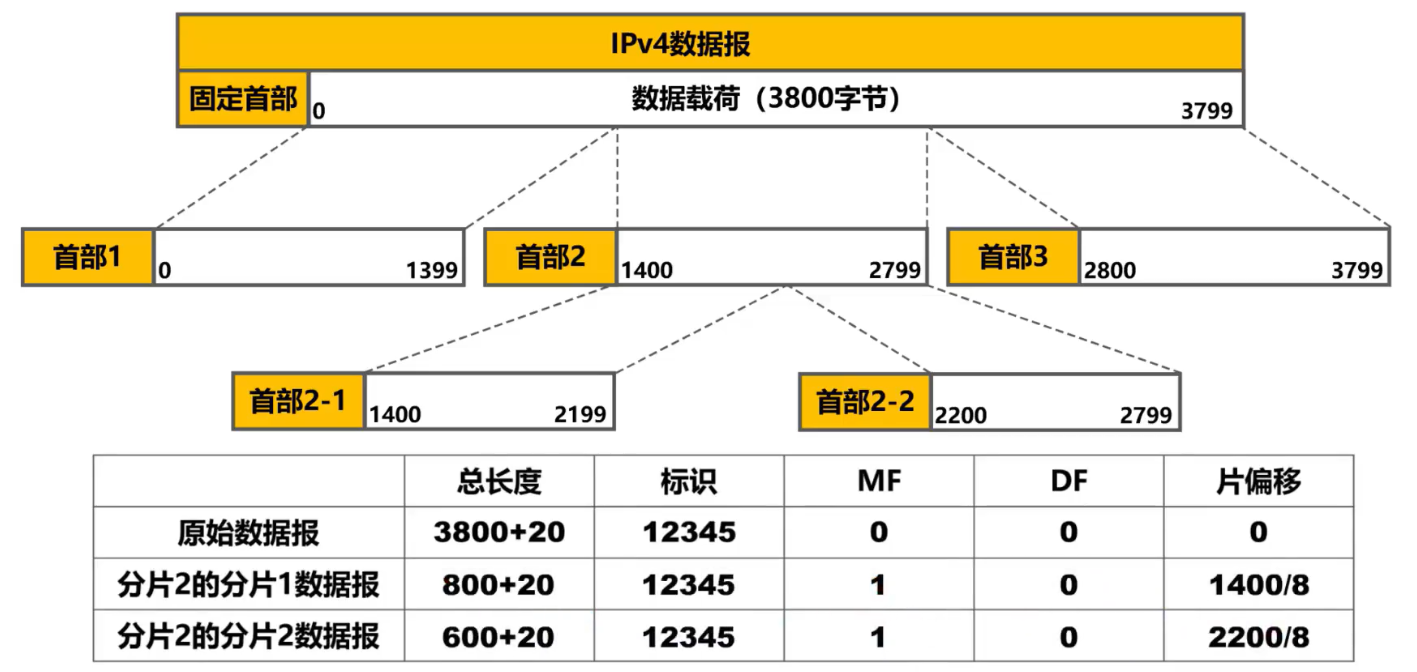 IPv4数据报
固定首部 0 数据载荷（3800字节） 3799
首部1 0 1399 首部2 1400 2799 首部3 2800 3799
首部2-1 1400 2199 首部2-2 2200 2799
总长度 标识 MF DF 片偏移
原始数据报 3800+20 12345 0 0 0
分片2的分片1数据报 800+20 12345 1 0 1400/8
分片2的分片2数据报 600+20 12345 1 0 2200/8